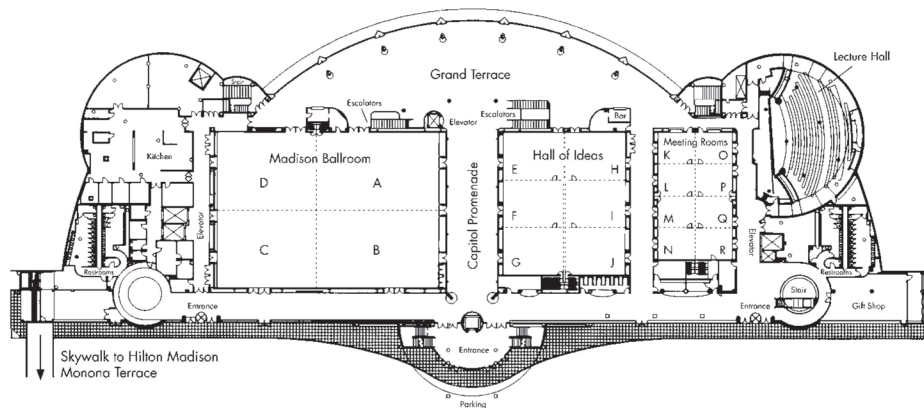 Grand Terrace
Lecture Hall
Stair
Escalators
Elevator
Escalators
Bar
Kitchen
Madison Ballroom
D
A
C
B
Capitol Promenade
Hall of Ideas
E
H
F
I
G
J
Meeting Rooms
K
O
L
P
M
Q
N
R
Elevator
Elevator
Restrooms
Restrooms
Stair
Gift Shop
Entrance
Entrance
Entrance
Skywalk to Hilton Madison
Monona Terrace
Parking